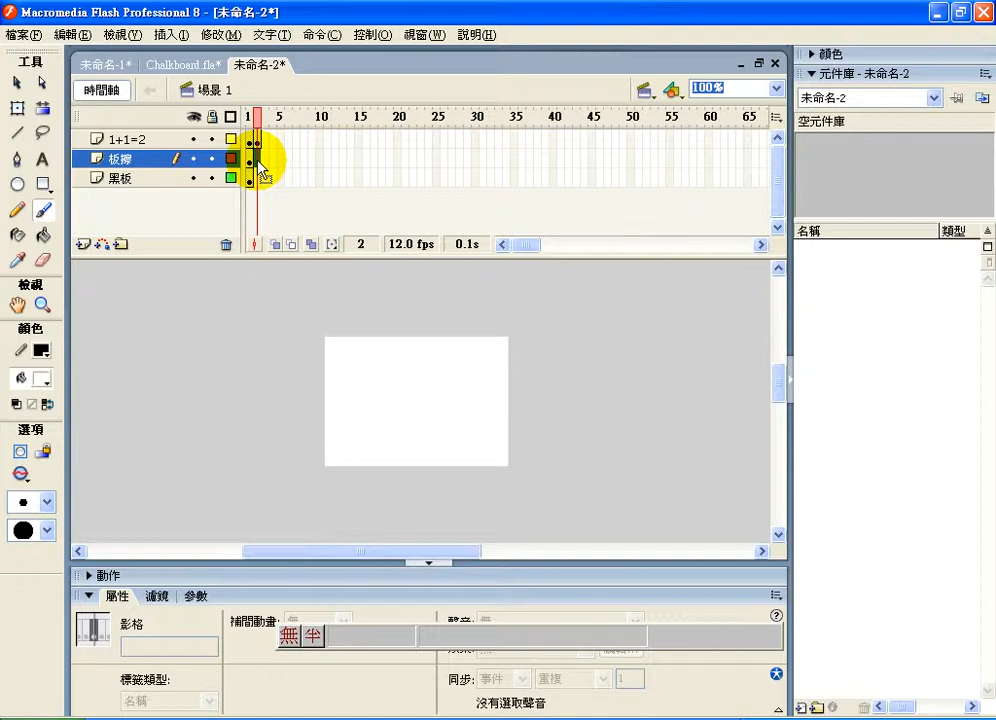 Macromedia Flash Professional 8 - [未命名-2*]
檔案(F) 編輯(E) 檢視(V) 插入(I) 修改(M) 文字(T) 命令(C) 控制(O) 視窗(W) 說明(H)
工具
未命名-1* Chalkboard.fla* 未命名-2*
時間軸 場景 1 100%
1 5 10 15 20 25 30 35 40 45 50 55 60 65
1+1=2
板擦
黑板
2 12.0 fps 0.1s
檢視
顏色
選項
顏色
元件庫 - 未命名-2
未命名-2
空元件庫
名稱 類型
動作
屬性 濾鏡 參數
影格
補間動畫: 無
聲音: 無
無 半
標籤類型:
名稱
同步: 事件 重複 1
沒有選取聲音